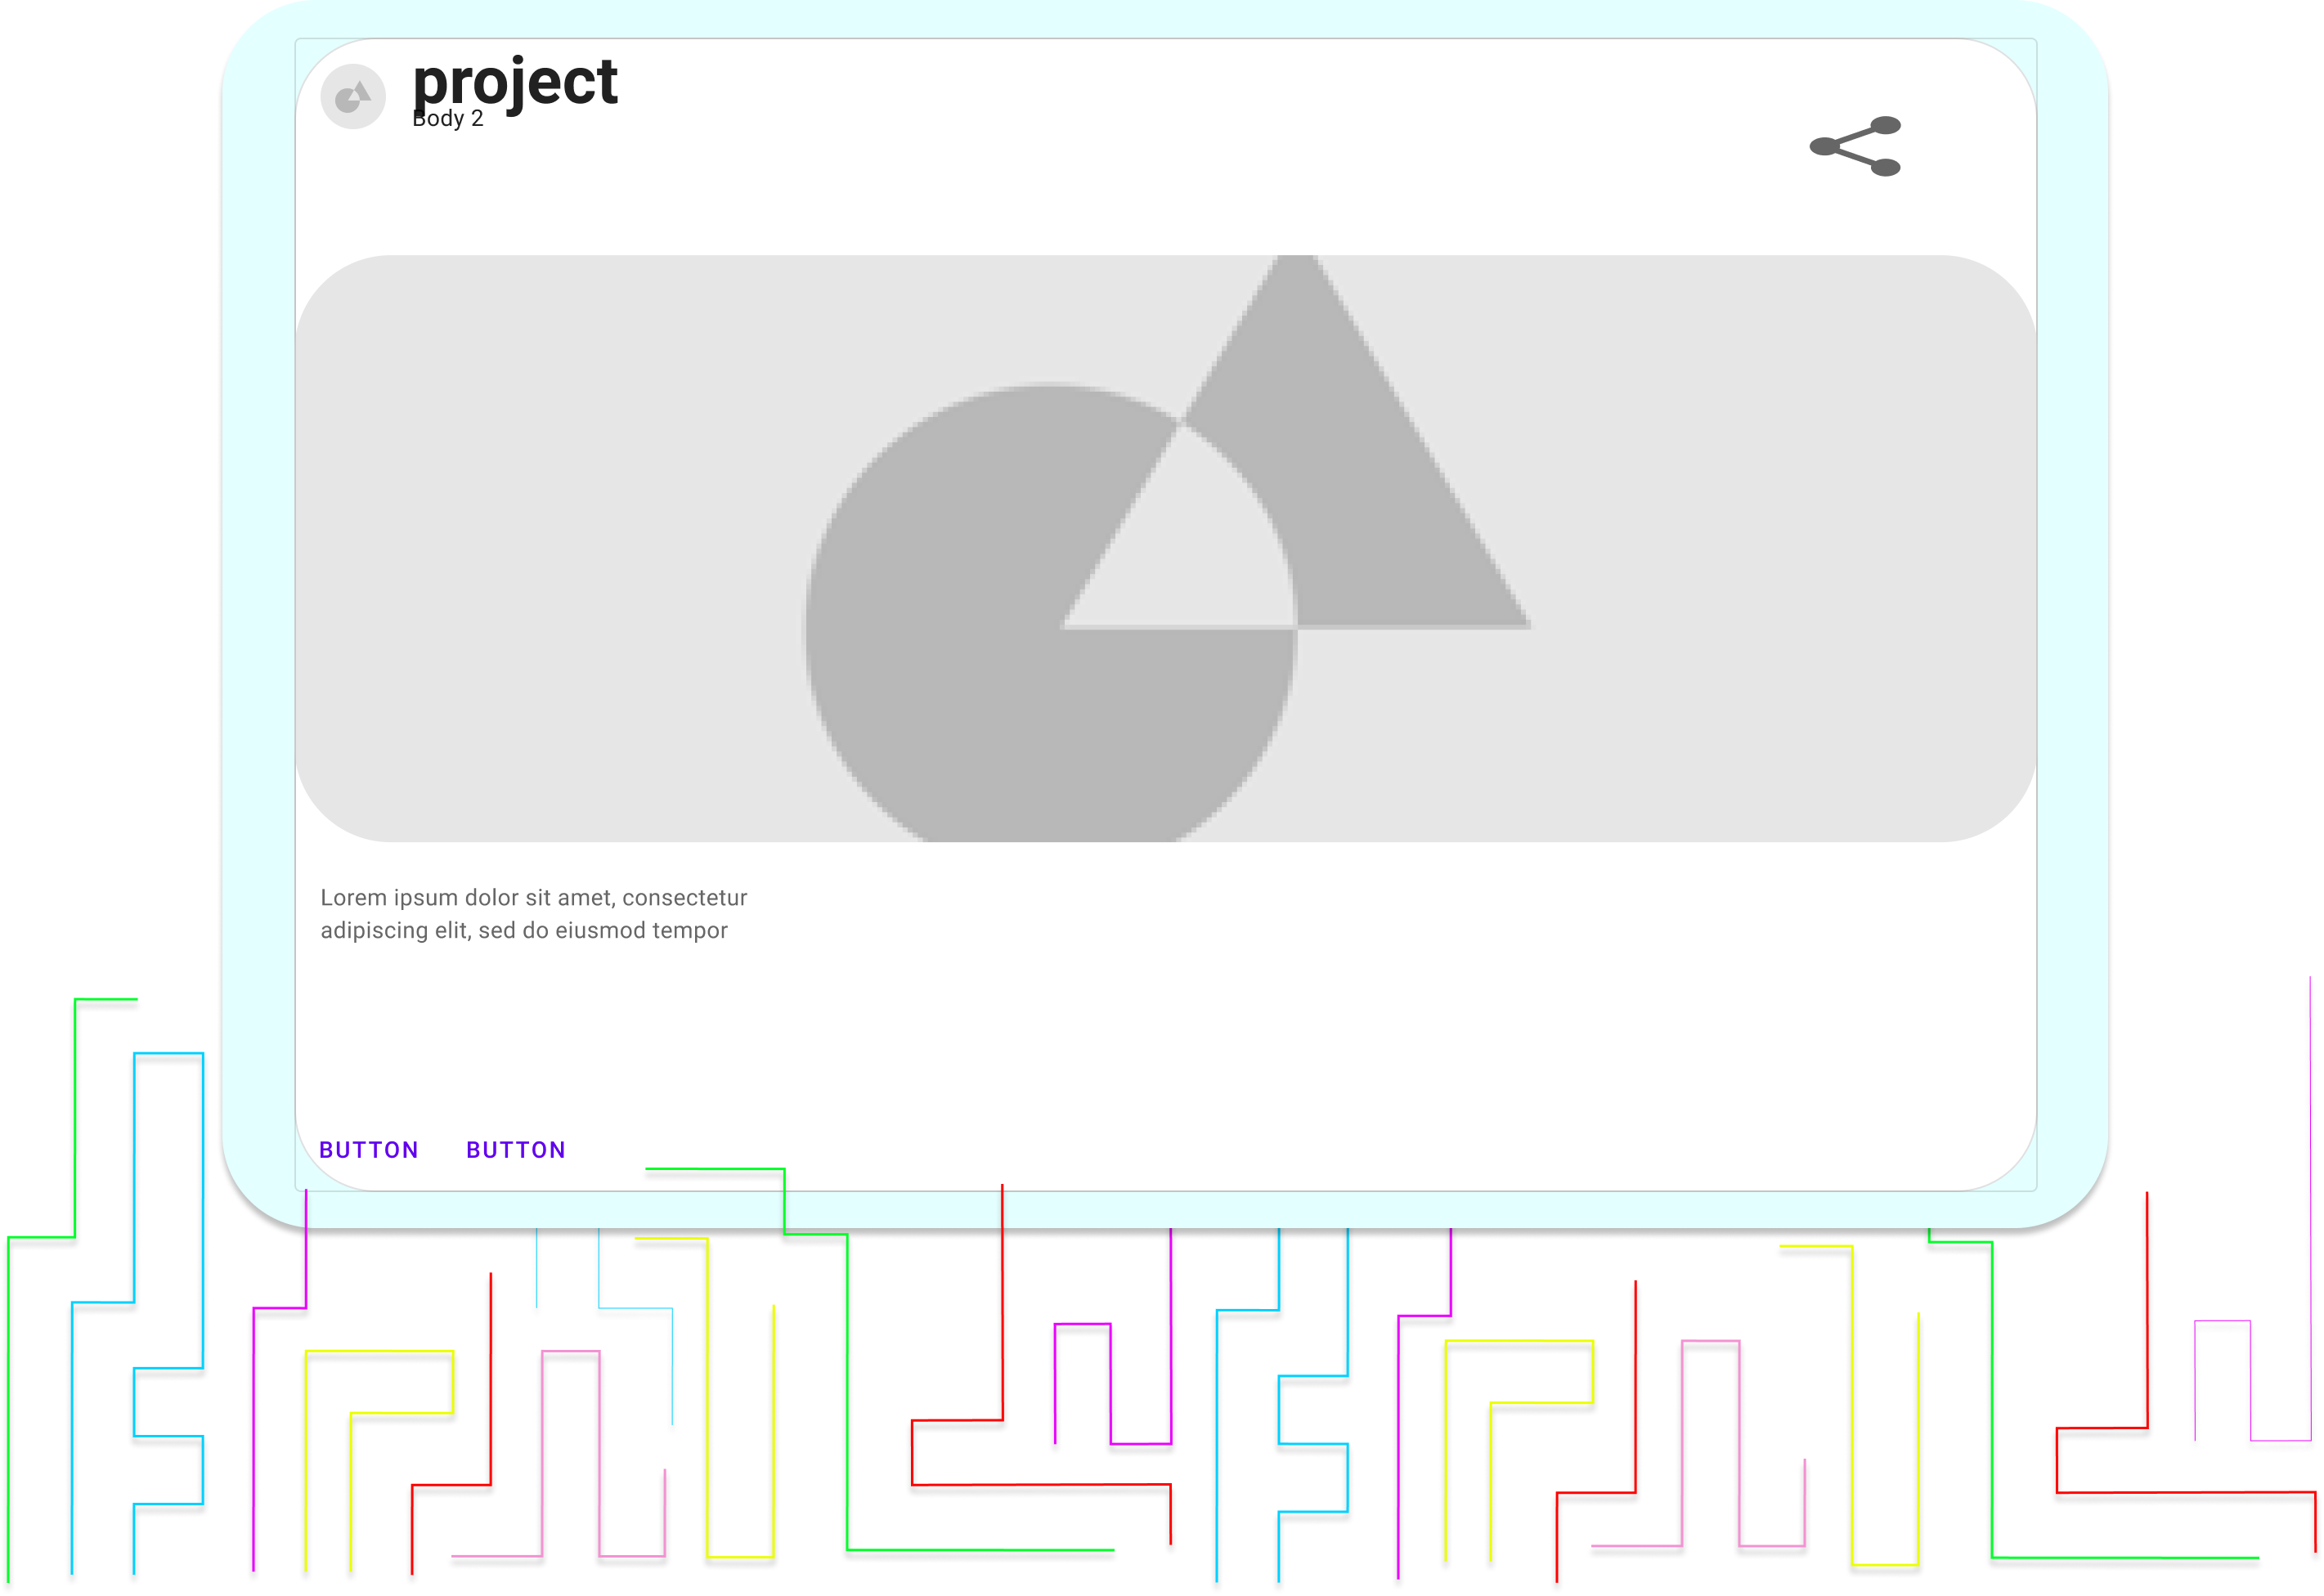 project
Body 2
Lorem ipsum dolor sit amet, consectetur
adipiscing elit, sed do eiusmod tempor
BUTTON BUTTON